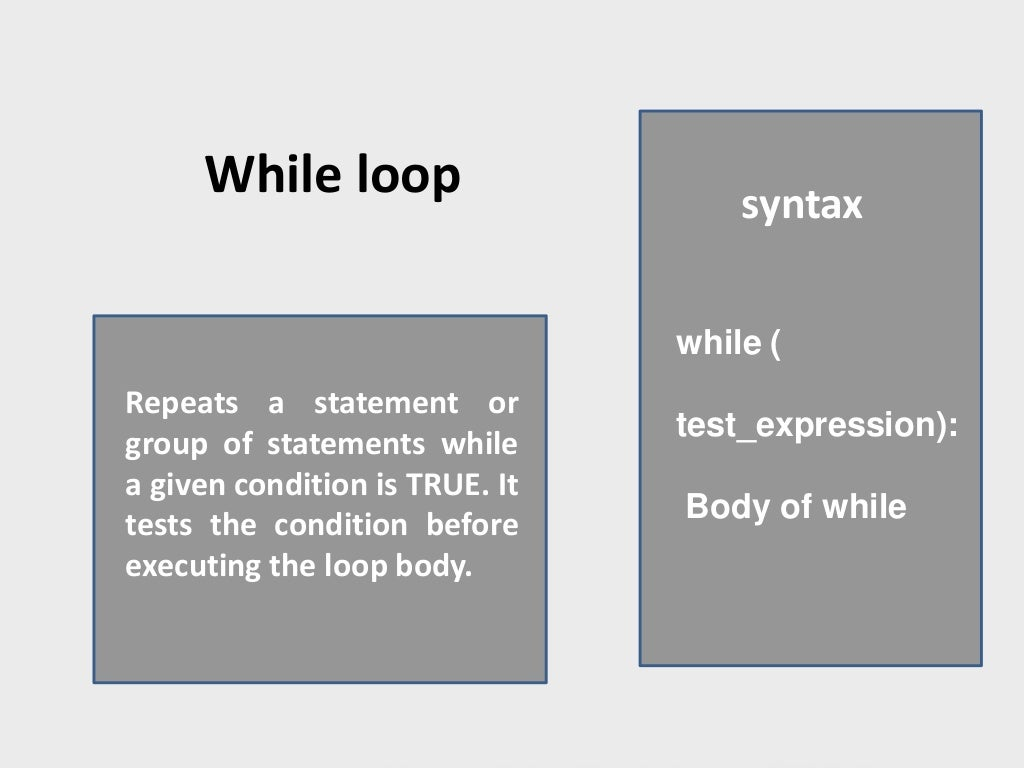 While loop
Repeats a statement or
group of statements while
a given condition is TRUE. It
tests the condition before
executing the loop body.
syntax
while (
test_expression):
Body of while